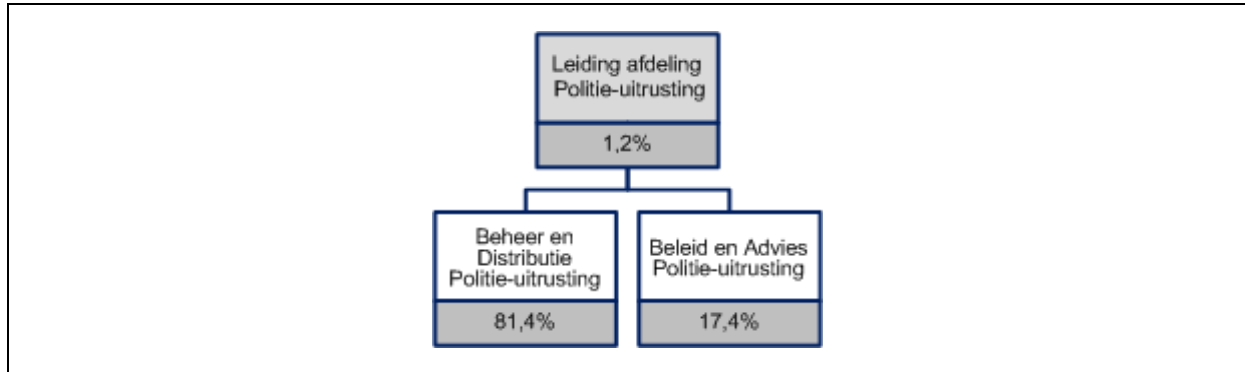 Leiding afdeling
Politie-uitrusting
1,2%
Beheer en
Distributie
Politie-uitrusting
81,4%
Beleid en Advies
Politie-uitrusting
17,4%